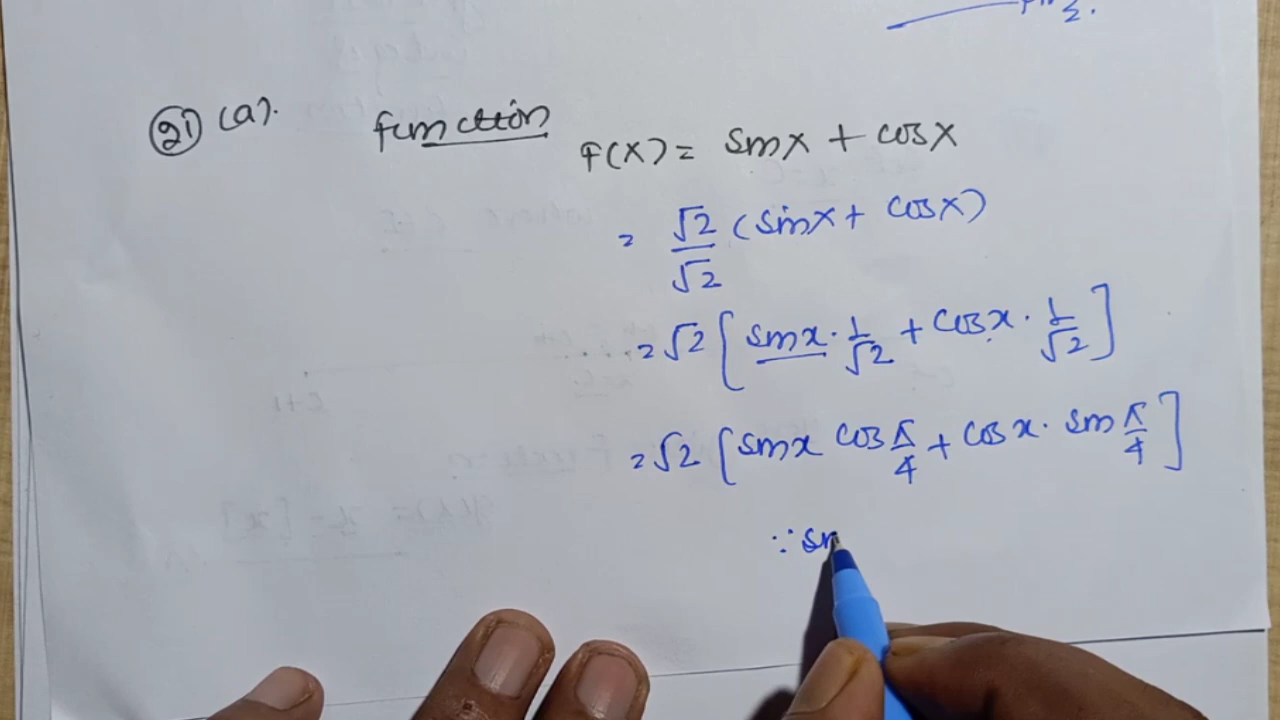 21) (a). function f(x) = sinx + cosx
= √2/√2 (sinx + cosx)
= √2 [sinx · 1/√2 + cosx · 1/√2]
= √2 [sinx cos π/4 + cosx · sin π/4]
∵ sin